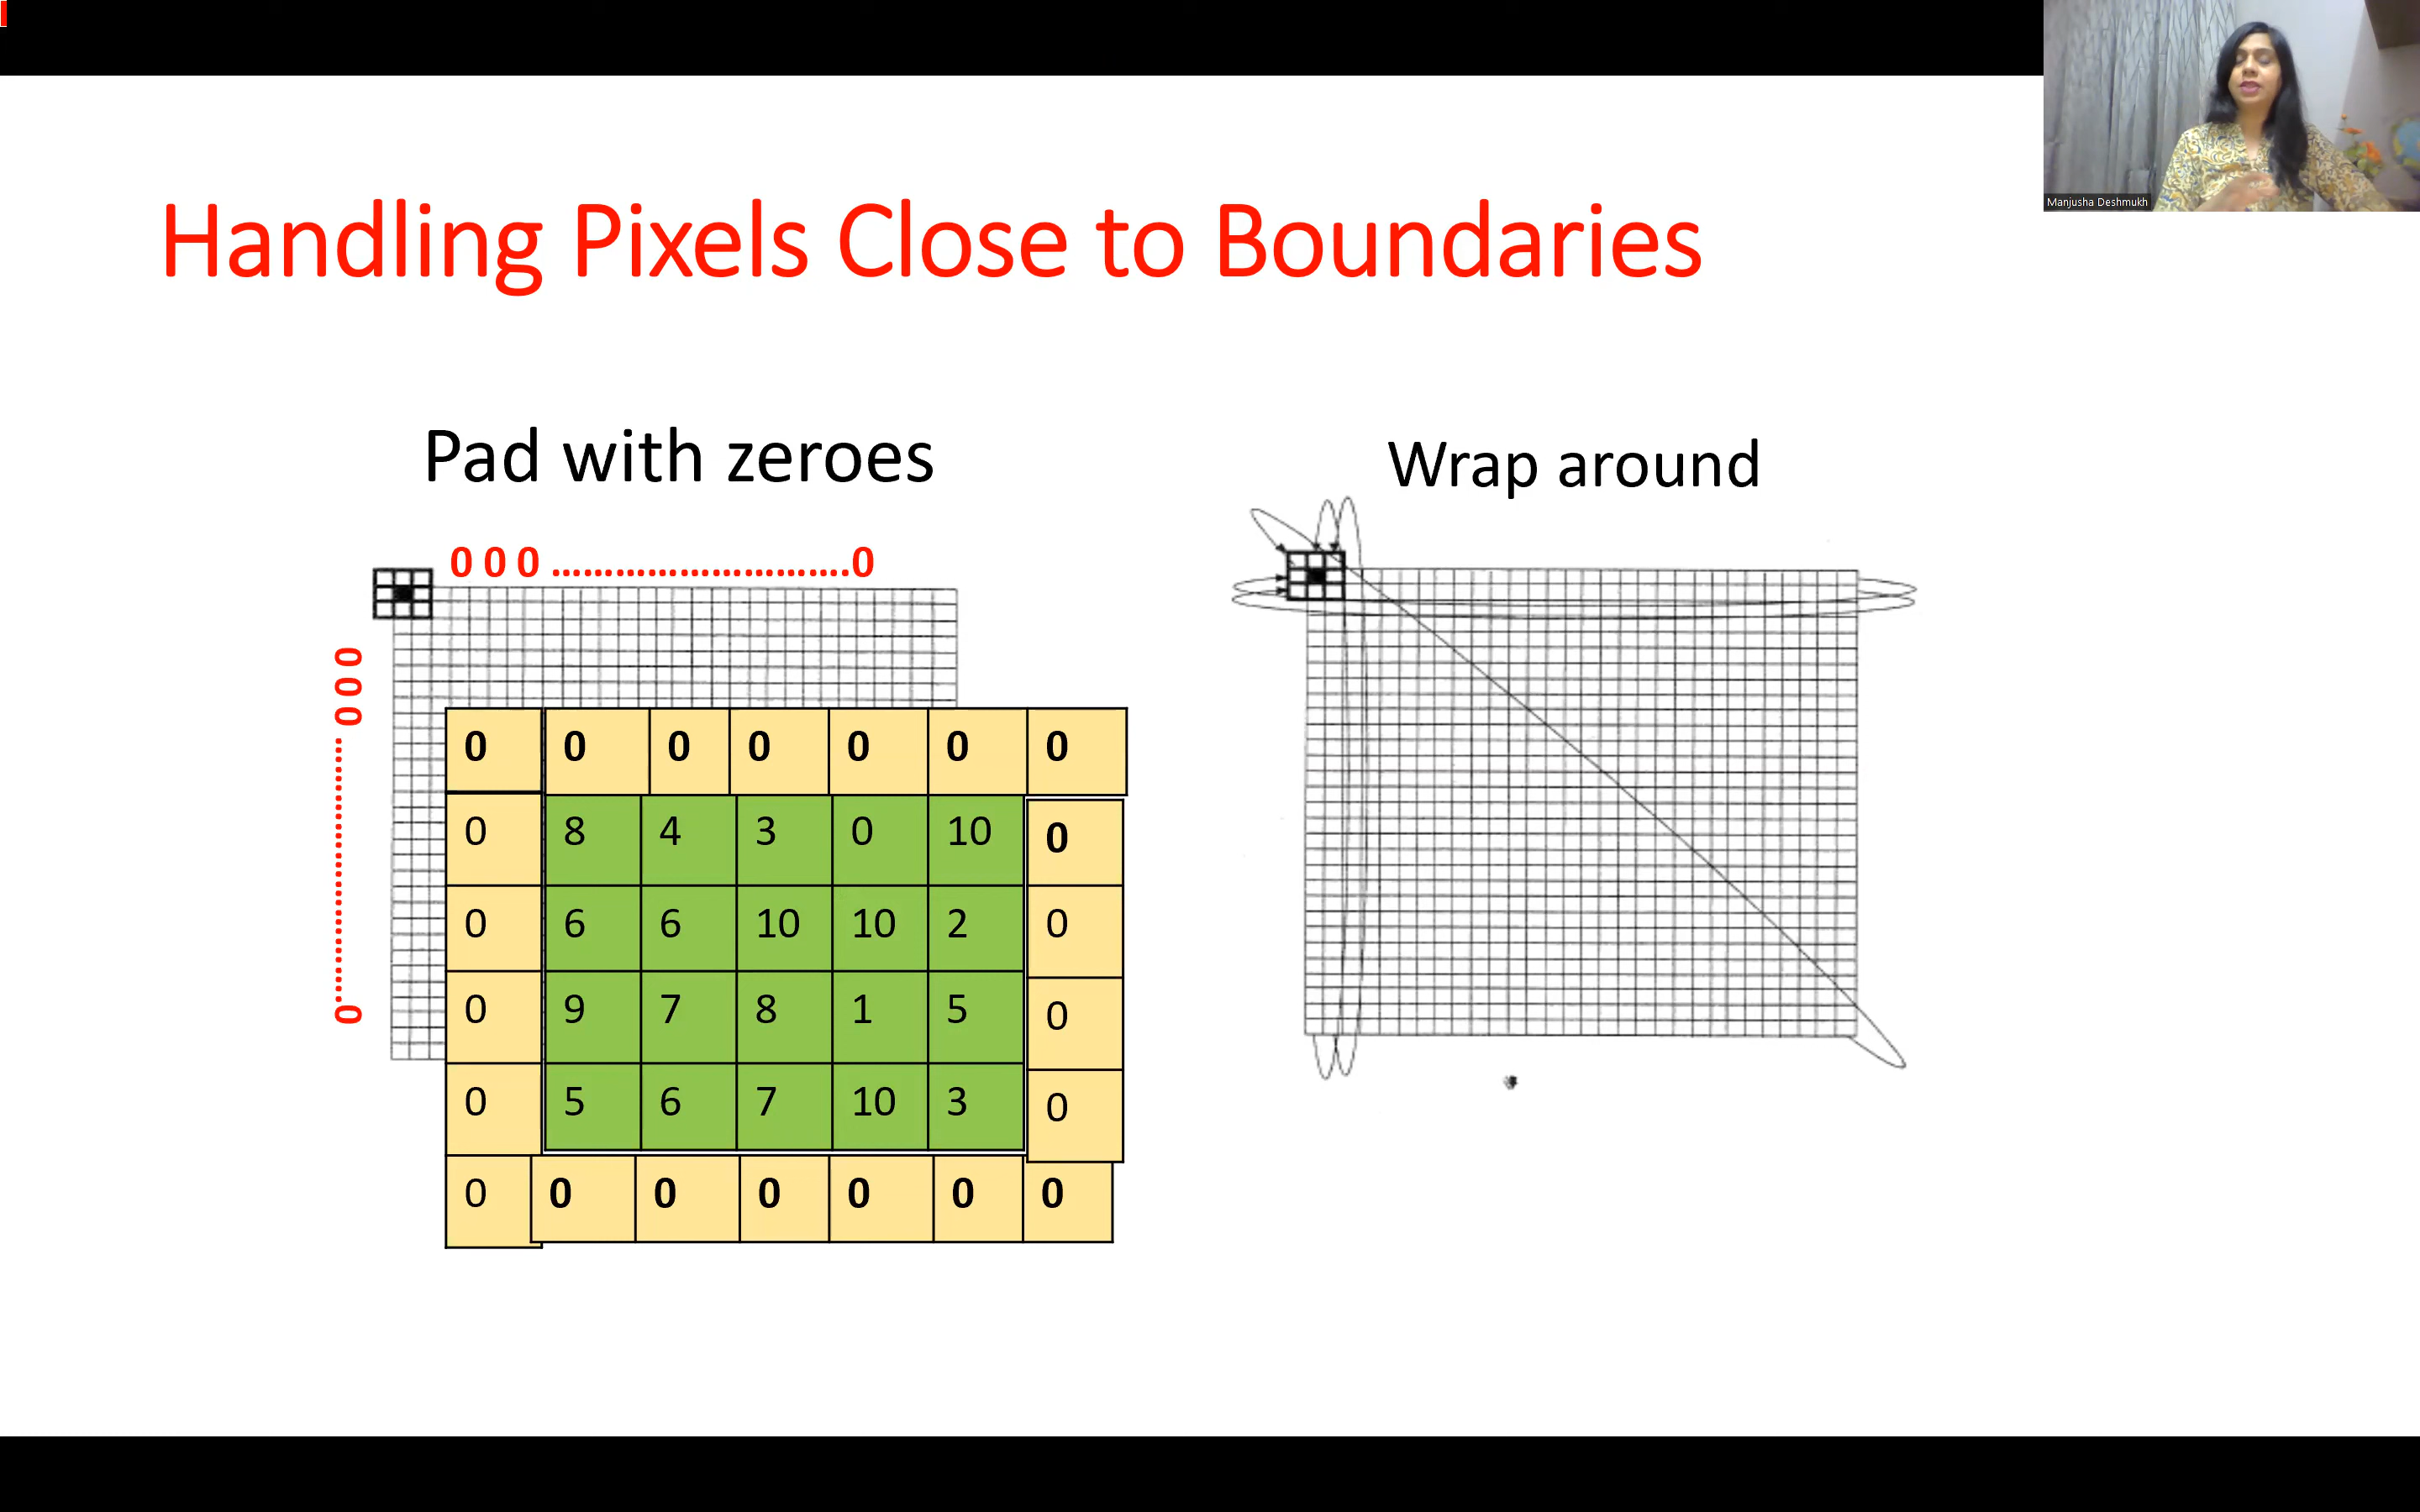 Manjusha Deshmukh
Handling Pixels Close to Boundaries
Pad with zeroes
Wrap around
0 0 0 ............................0
0 0 0 ............................0
0 0 0 0 0 0 0
0 8 4 3 0 10 0
0 6 6 10 10 2 0
0 9 7 8 1 5 0
0 5 6 7 10 3 0
0 0 0 0 0 0 0